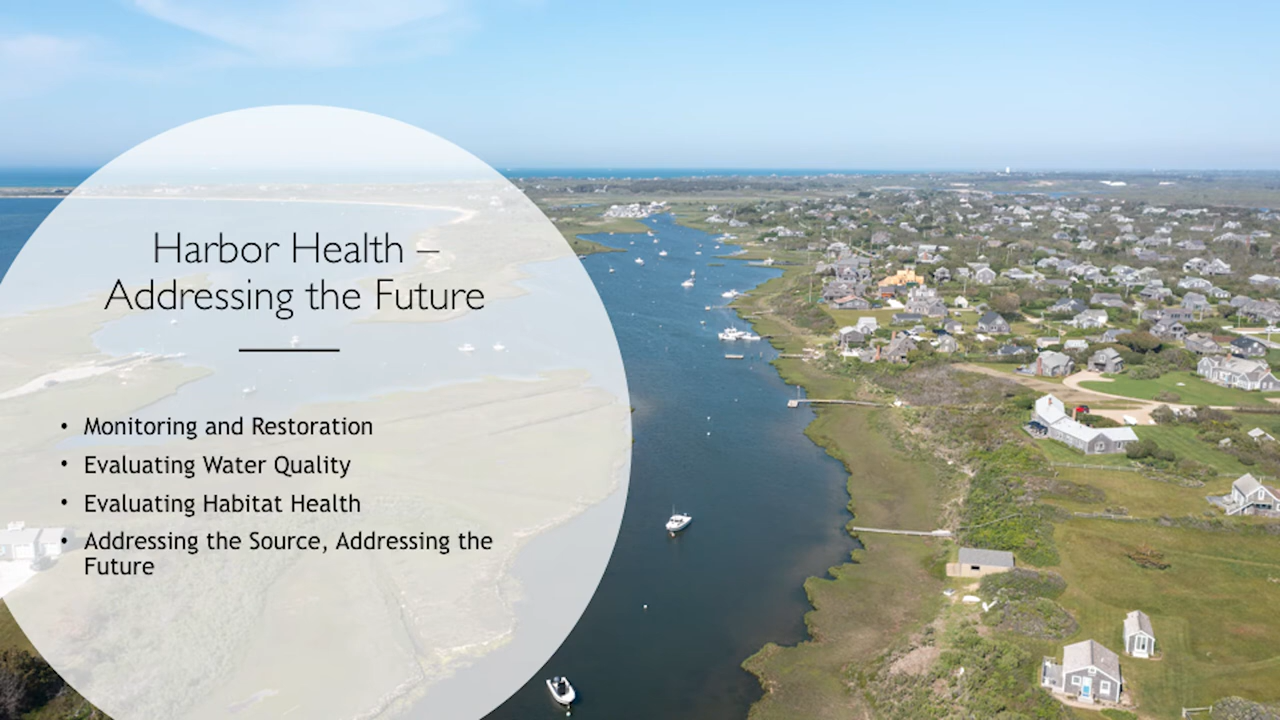 Harbor Health –
Addressing the Future
• Monitoring and Restoration
• Evaluating Water Quality
• Evaluating Habitat Health
• Addressing the Source, Addressing the
Future